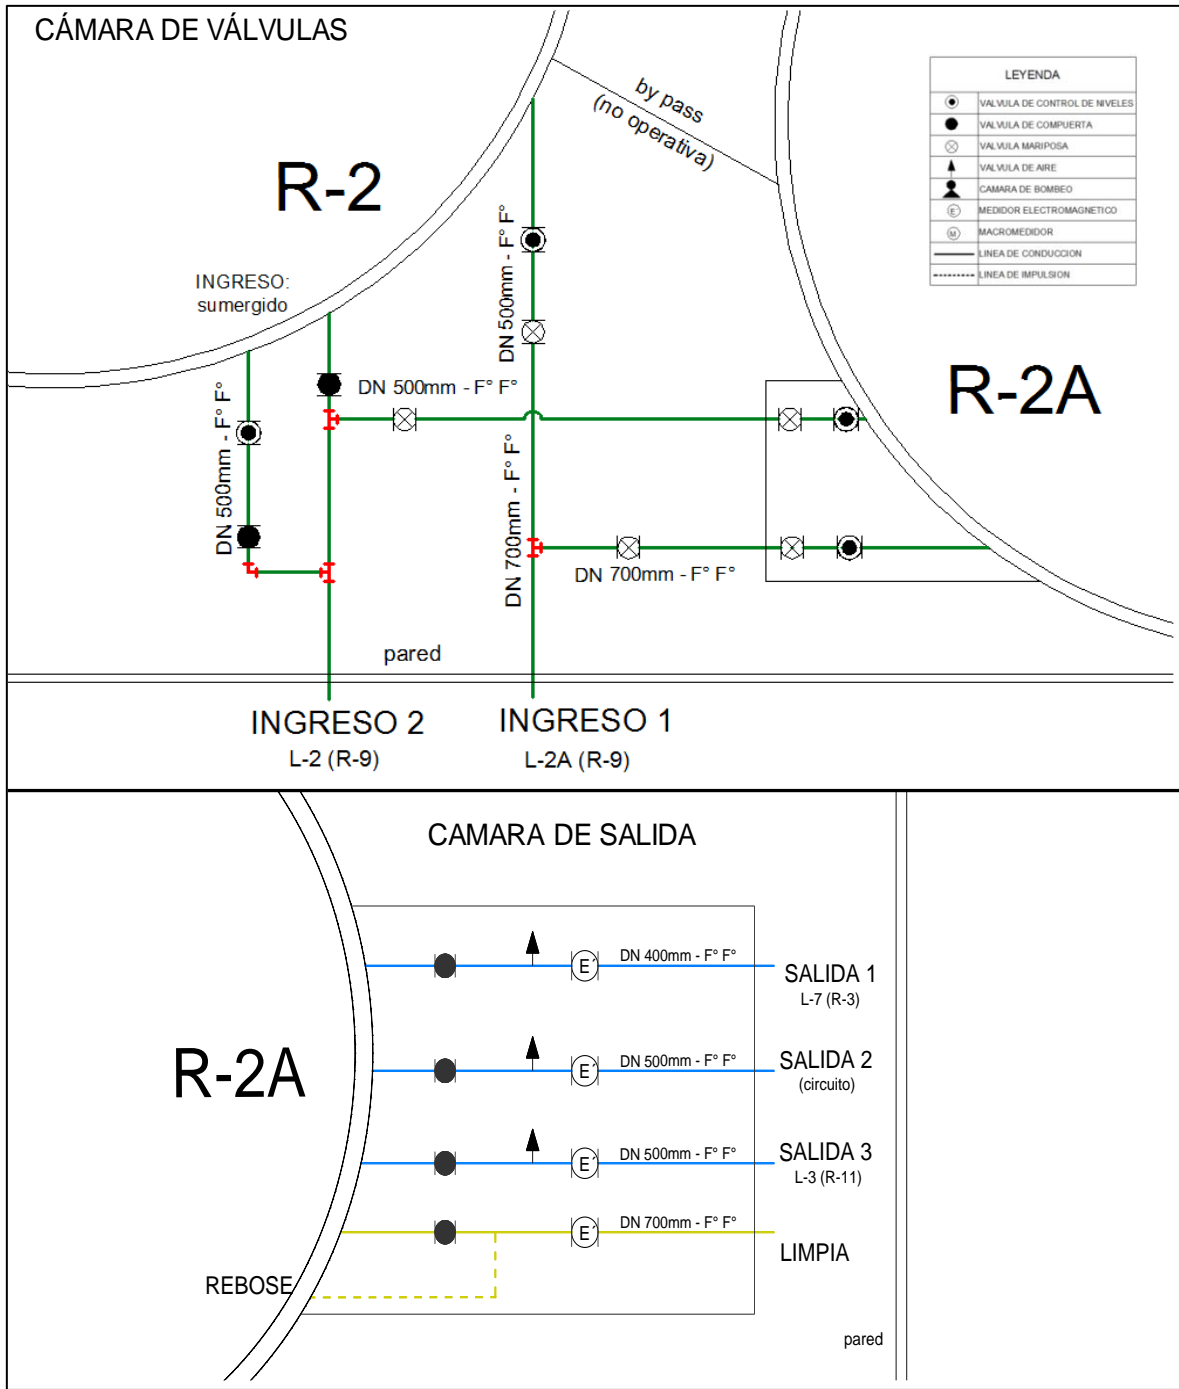 CÁMARA DE VÁLVULAS
by pass
(no operativa)
LEYENDA
VALVULA DE CONTROL DE NIVELES
VALVULA DE COMPUERTA
VALVULA MARIPOSA
VALVULA DE AIRE
CAMARA DE BOMBEO
E MEDIDOR ELECTROMAGNETICO
M MACROMEDIDOR
LINEA DE CONDUCCION
LINEA DE IMPULSION
R-2
INGRESO:
sumergido
DN 500mm - F° F°
DN 500mm - F° F°
DN 500mm - F° F°
R-2A
DN 700mm - F° F°
DN 700mm - F° F°
pared
INGRESO 2
L-2 (R-9)
INGRESO 1
L-2A (R-9)
CAMARA DE SALIDA
E´
DN 400mm - F° F°
SALIDA 1
L-7 (R-3)
R-2A
E´
DN 500mm - F° F°
SALIDA 2
(circuito)
E´
DN 500mm - F° F°
SALIDA 3
L-3 (R-11)
E´
DN 700mm - F° F°
LIMPIA
REBOSE
pared